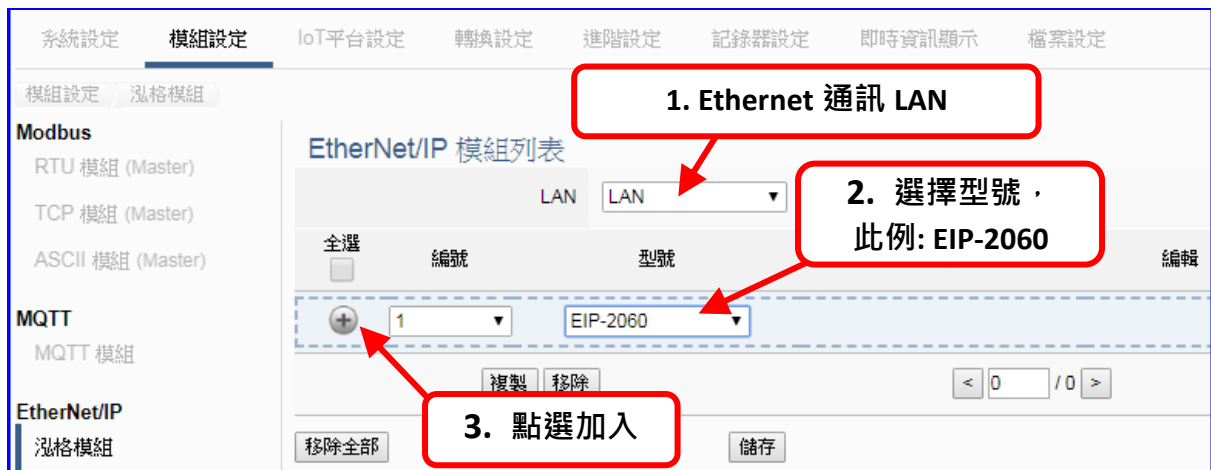 系統設定 模組設定 IoT平台設定 轉換設定 進階設定 記錄器設定 即時資訊顯示 檔案設定
模組設定 泓格模組
1. Ethernet 通訊 LAN
Modbus
RTU 模組 (Master)
TCP 模組 (Master)
ASCII 模組 (Master)
MQTT
MQTT 模組
EtherNet/IP
泓格模組
EtherNet/IP 模組列表
LAN LAN
2. 選擇型號，
此例: EIP-2060
全選 編號 型號 編輯
1 EIP-2060
複製 移除 < 0 / 0 >
3. 點選加入
移除全部 儲存